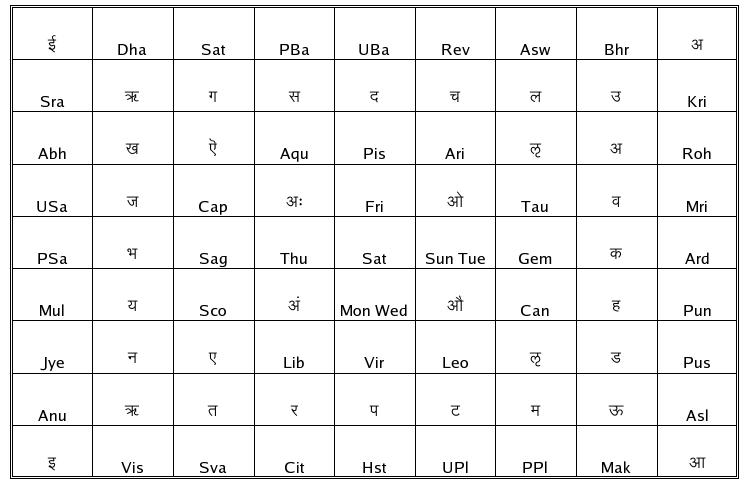 ई Dha Sat PBa UBa Rev Asw Bhr अ
Sra ऋ ग स द च ल उ Kri
Abh ख ऐ Aqu Pis Ari ऌ अ Roh
USa ज Cap अः Fri ओ Tau व Mri
PSa भ Sag Thu Sat Sun Tue Gem क Ard
Mul य Sco अं Mon Wed औ Can ह Pun
Jye न ए Lib Vir Leo ऌ ड Pus
Anu ऋ त र प ट म ऊ Asl
इ Vis Sva Cit Hst UPl PPl Mak आ